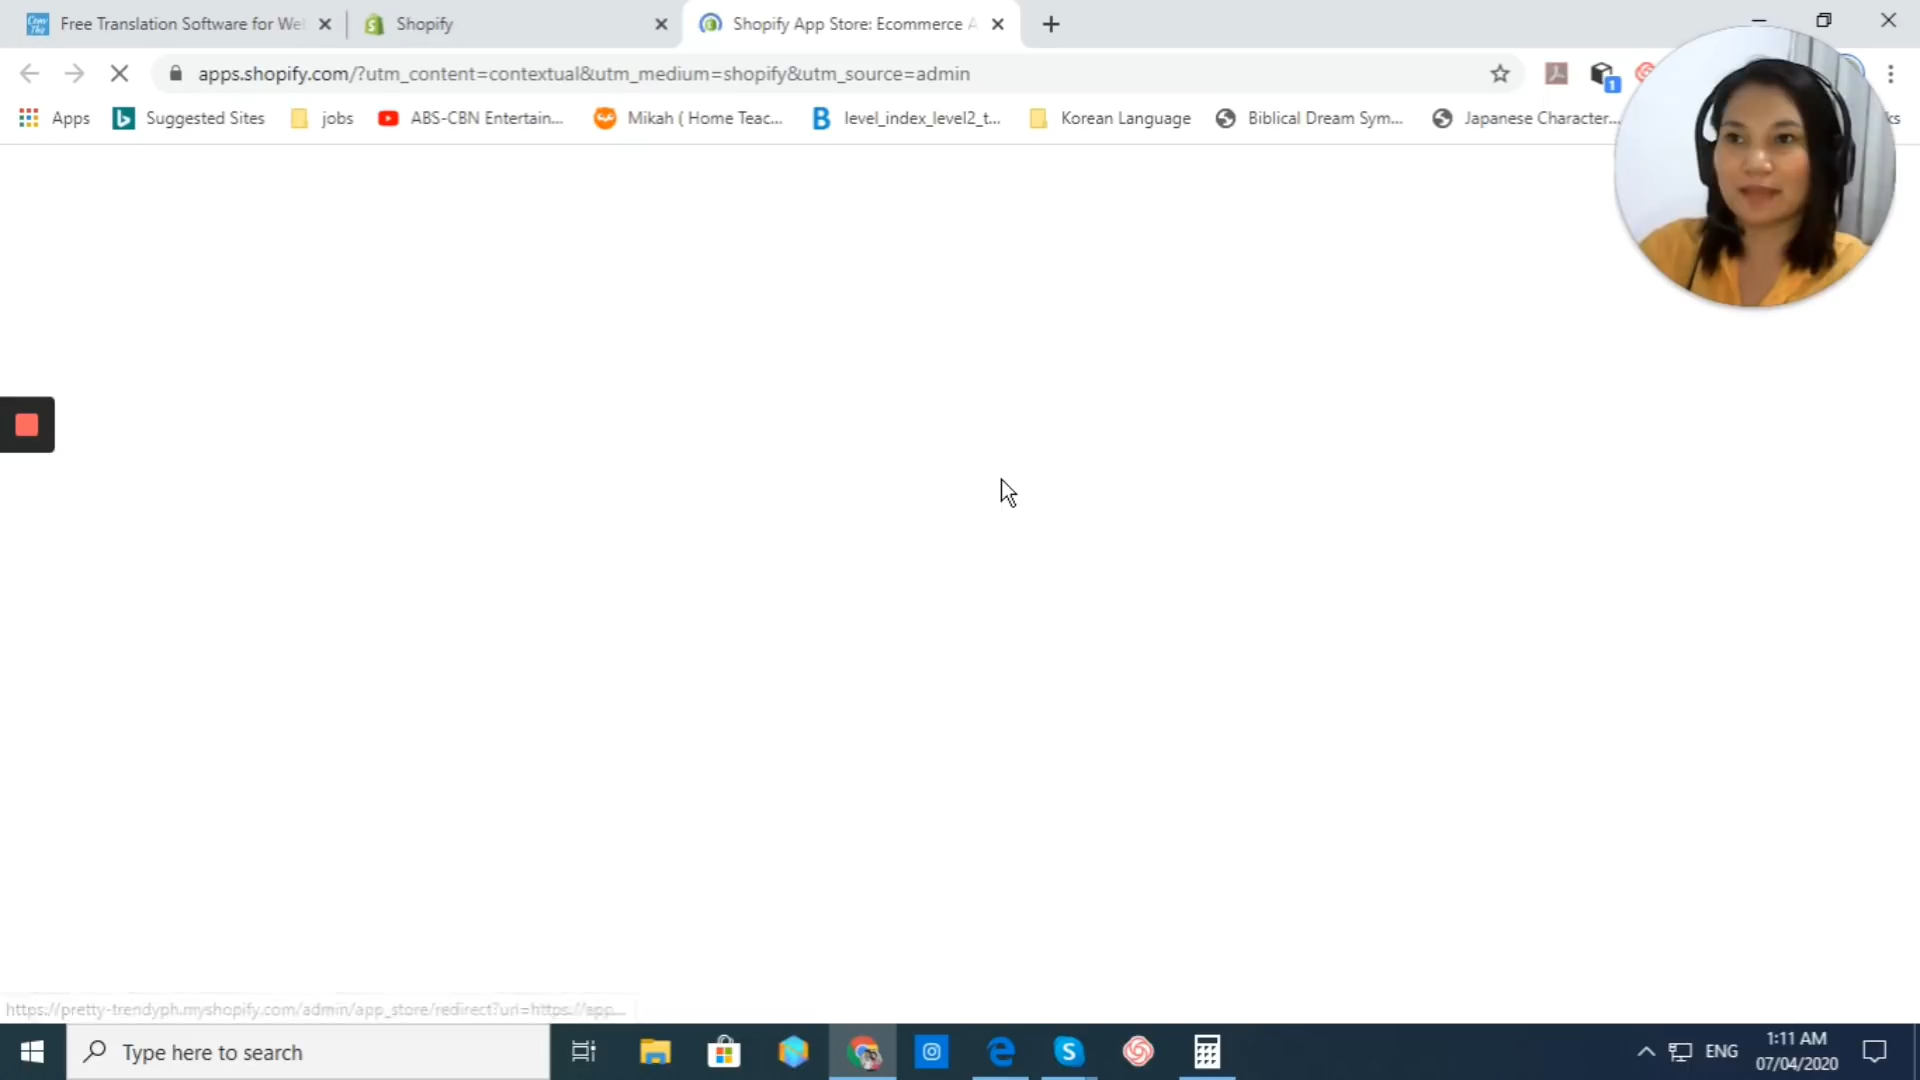 Free Translation Software for We
Shopify
Shopify App Store: Ecommerce A
apps.shopify.com/?utm_content=contextual&utm_medium=shopify&utm_source=admin
1
Apps
Suggested Sites
jobs
ABS-CBN Entertain...
Mikah ( Home Teac...
level_index_level2_t...
Korean Language
Biblical Dream Sym...
Japanese Character...
ks
https://pretty-trendyph.myshopify.com/admin/app_store/redirect?url=https://app...
Type here to search
ENG
1:11 AM
07/04/2020